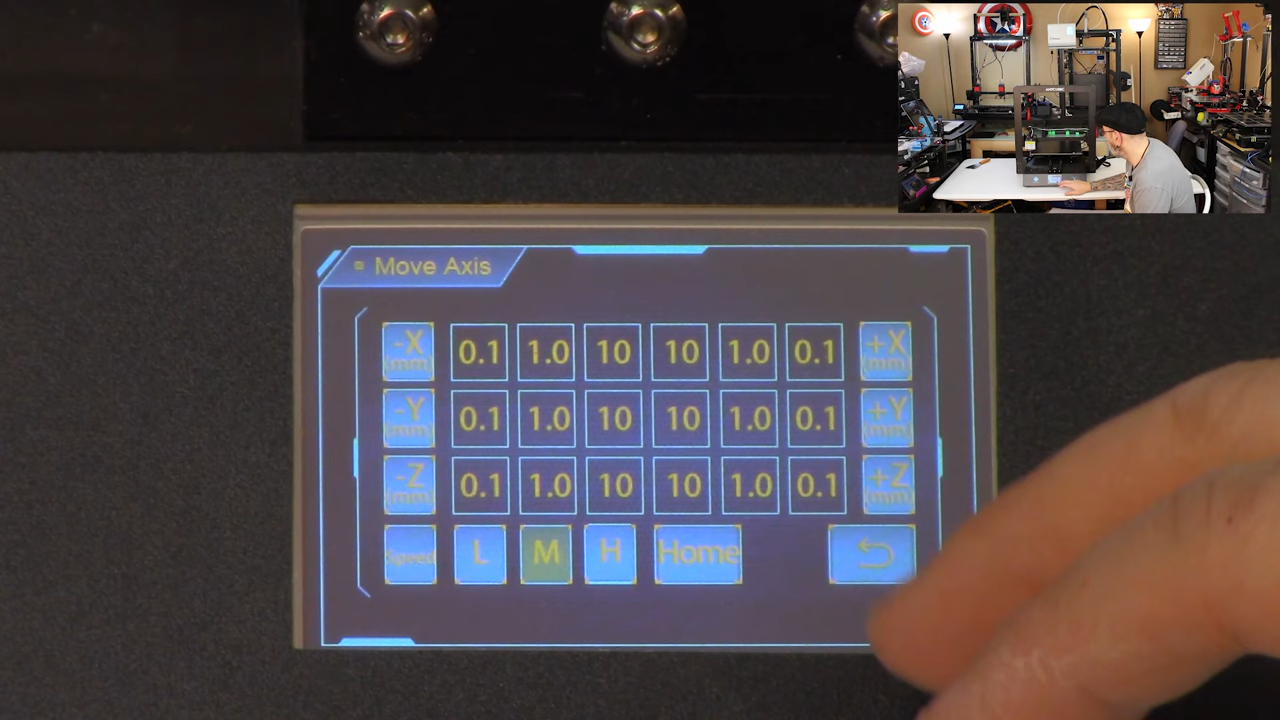 Move Axis
-X (mm) 0.1 1.0 10 10 1.0 0.1 +X (mm)
-Y (mm) 0.1 1.0 10 10 1.0 0.1 +Y (mm)
-Z (mm) 0.1 1.0 10 10 1.0 0.1 +Z (mm)
Speed L M H Home